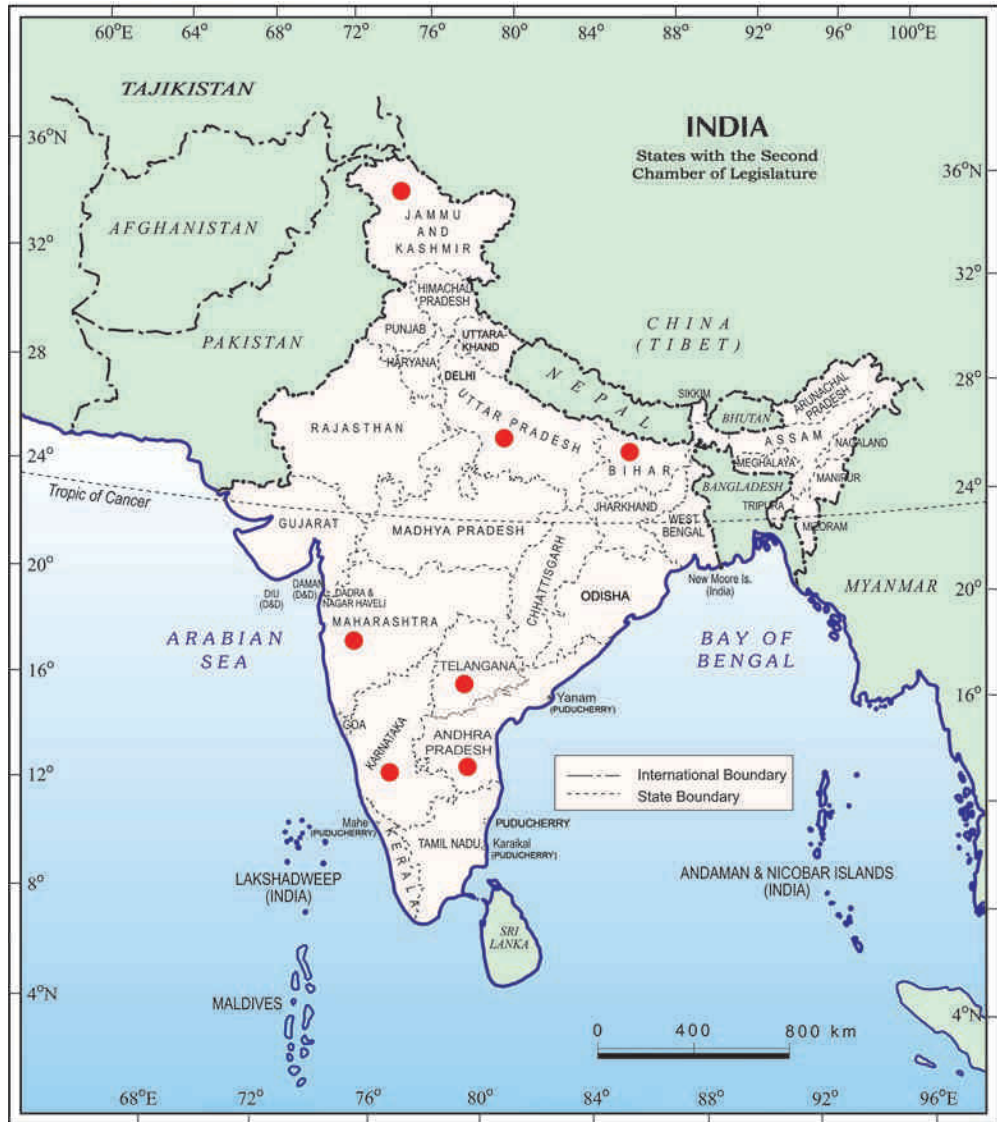 60°E 64° 68° 72° 76° 80° 84° 88° 92° 96° 100°E
TAJIKISTAN
36°N
INDIA
States with the Second
Chamber of Legislature
36°N
AFGHANISTAN
JAMMU
AND
KASHMIR
32°
32°
HIMACHAL
PRADESH
PUNJAB
UTTARA-
KHAND
CHINA
(TIBET)
PAKISTAN
28°
HARYANA
DELHI
NEPAL
28°
SIKKIM
BHUTAN
ARUNACHAL
PRADESH
RAJASTHAN
UTTAR PRADESH
ASSAM
NAGALAND
24°
BIHAR
MEGHALAYA
MANIPUR
BANGLADESH
24°
Tropic of Cancer
TRIPURA
MIZORAM
GUJARAT
MADHYA PRADESH
JHARKHAND
WEST
BENGAL
20°
DIU
(D&D)
DAMAN
(D&D)
DADRA &
NAGAR HAVELI
CHHATTISGARH
ODISHA
New Moore Is.
(India)
MYANMAR
20°
MAHARASHTRA
ARABIAN
SEA
BAY OF
BENGAL
16°
TELANGANA
Yanam
(PUDUCHERRY)
16°
GOA
KARNATAKA
ANDHRA
PRADESH
12°
International Boundary
State Boundary
12°
Mahe
(PUDUCHERRY)
KERALA
TAMIL NADU
PUDUCHERRY
Karaikal
(PUDUCHERRY)
LAKSHADWEEP
(INDIA)
ANDAMAN & NICOBAR ISLANDS
(INDIA)
8°
8°
SRI
LANKA
4°N
MALDIVES
4°N
0 400 800 km
68°E 72° 76° 80° 84° 88° 92° 96°E